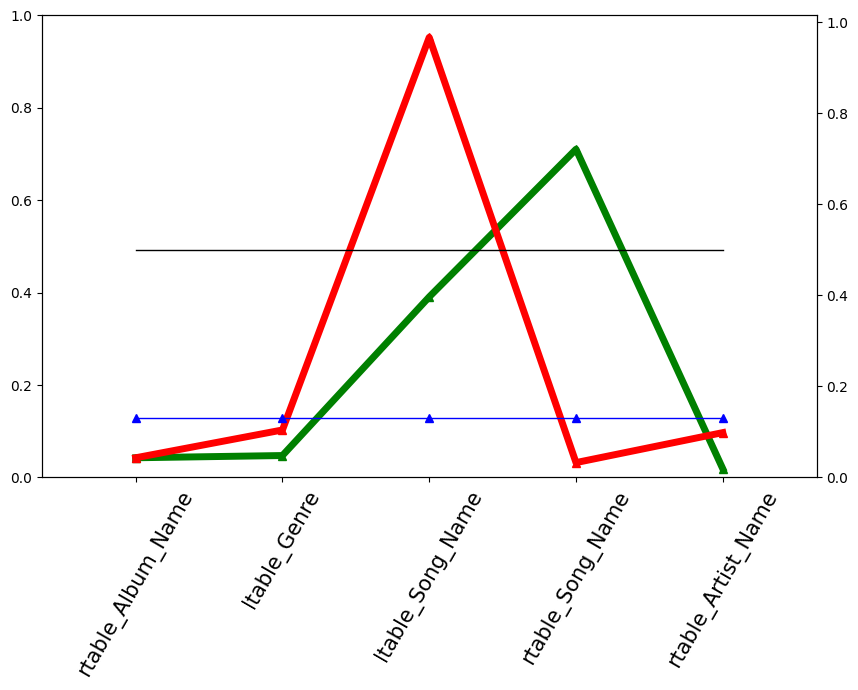 1.0
0.8
0.6
0.4
0.2
0.0
1.0
0.8
0.6
0.4
0.2
0.0
rtable_Album_Name
ltable_Genre
ltable_Song_Name
rtable_Song_Name
rtable_Artist_Name